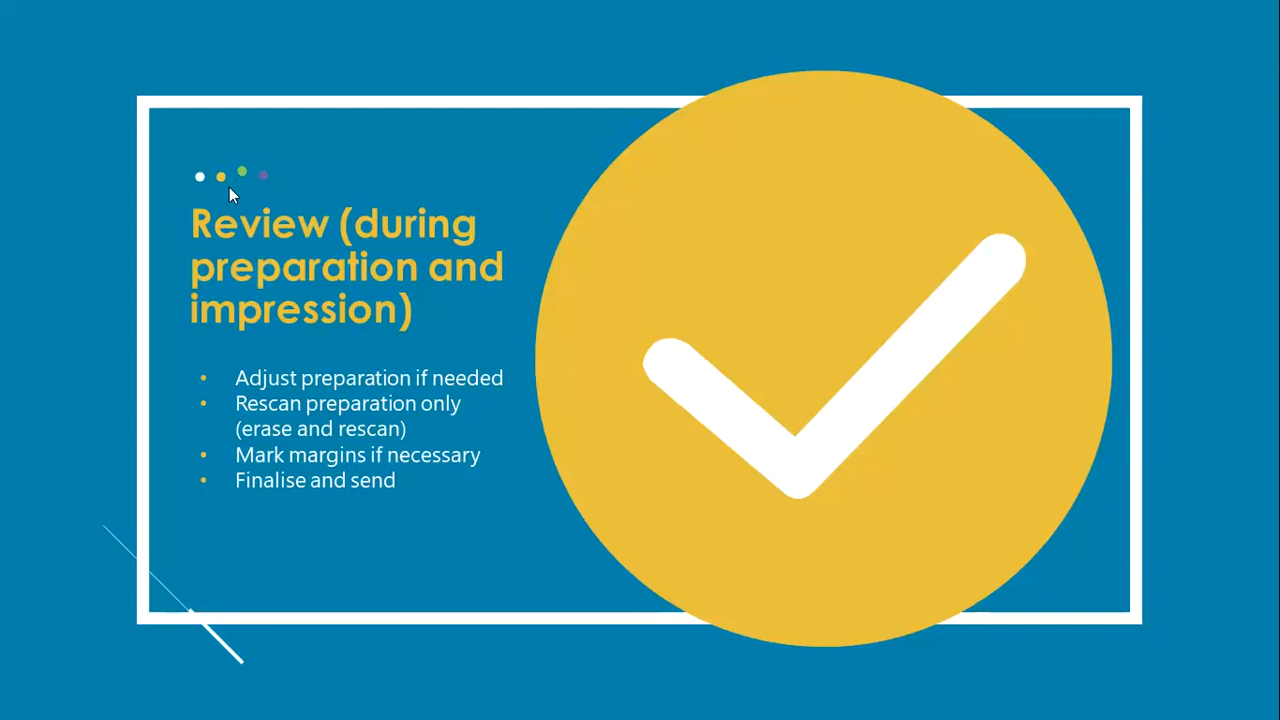 Review (during
preparation and
impression)
• Adjust preparation if needed
• Rescan preparation only
(erase and rescan)
• Mark margins if necessary
• Finalise and send